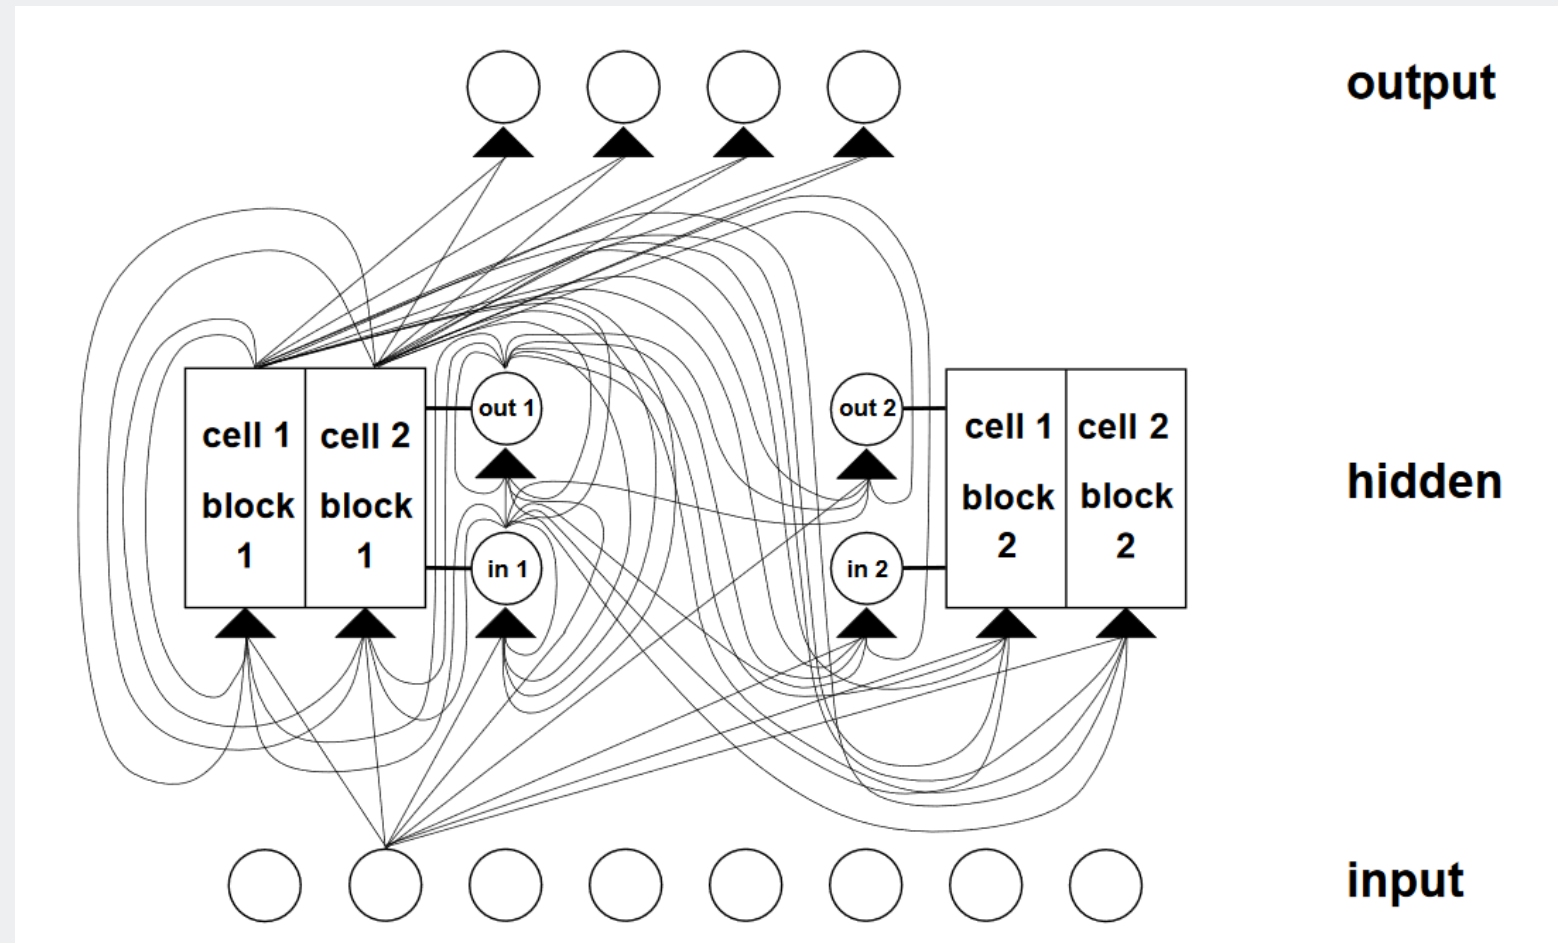 output
cell 1
block
1
cell 2
block
1
out 1
in 1
out 2
in 2
cell 1
block
2
cell 2
block
2
hidden
input